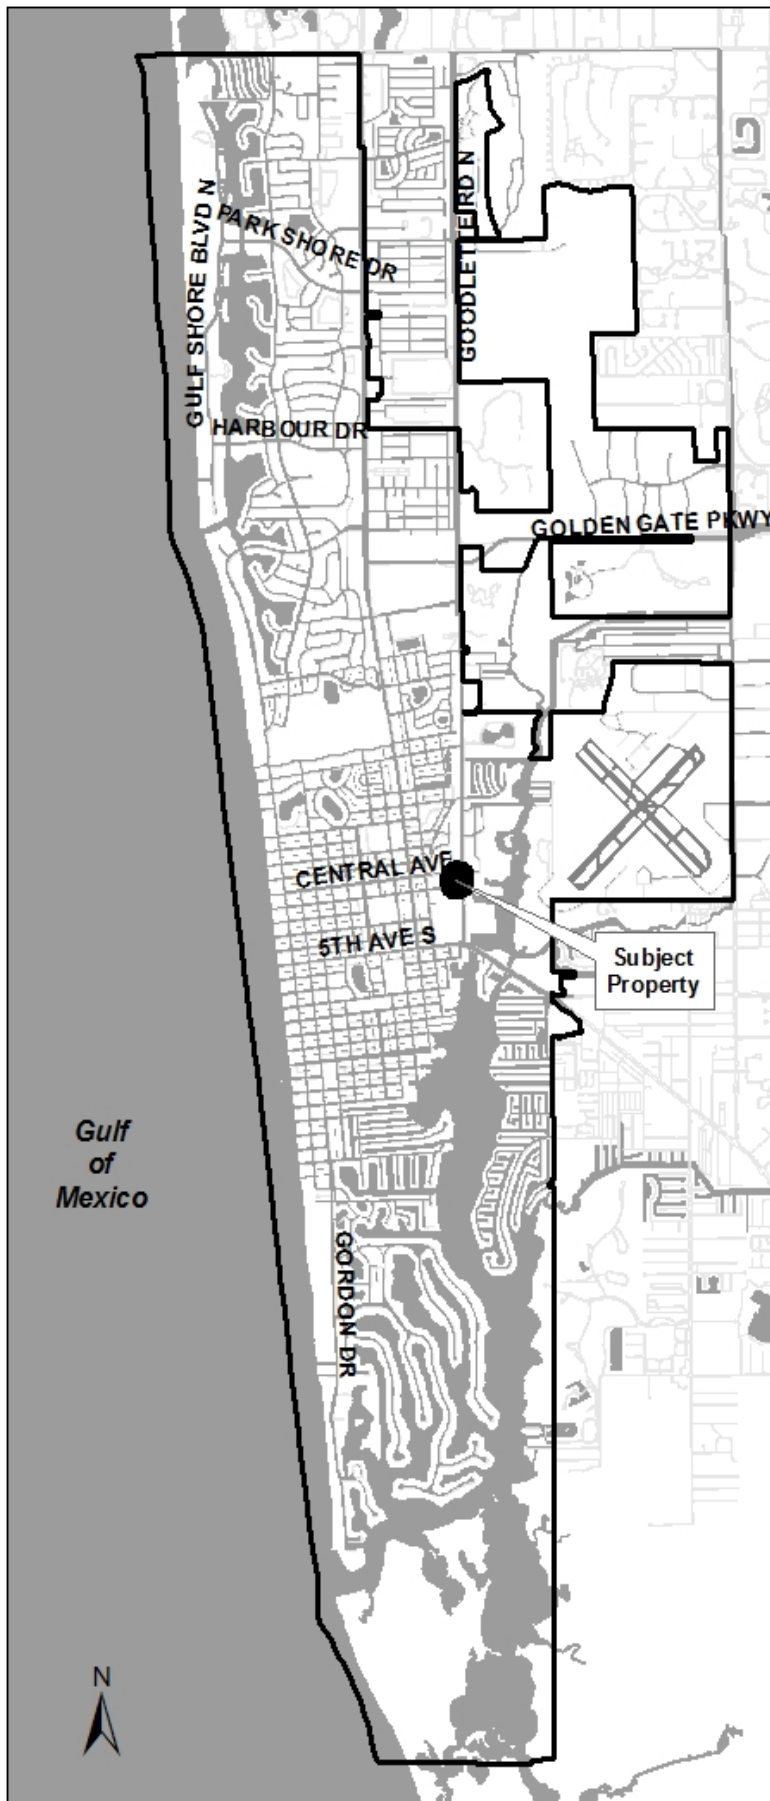 GULF SHORE BLVD N
PARK SHORE DR
GOODLET
E RD N
HARBOUR DR
GOLDEN GATE PKWY
CENTRAL AVE
5TH AVE S
Subject
Property
Gulf
of
Mexico
GORDON DR
N